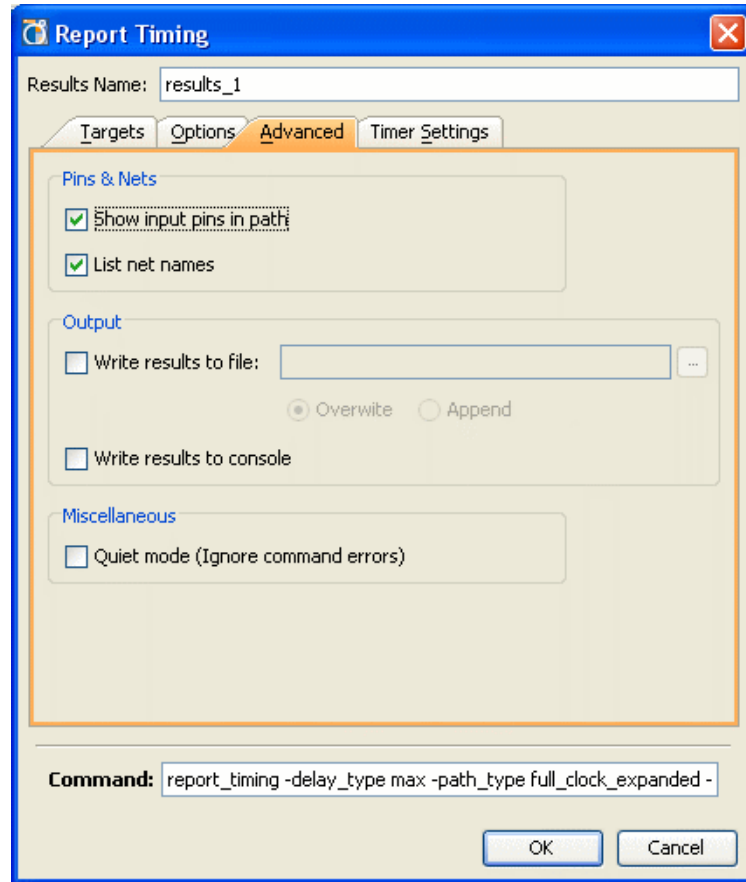 Report Timing
Results Name: results_1
Targets Options Advanced Timer Settings
Pins & Nets
Show input pins in path
List net names
Output
Write results to file: ...
Overwite Append
Write results to console
Miscellaneous
Quiet mode (Ignore command errors)
Command: report_timing -delay_type max -path_type full_clock_expanded -
OK Cancel